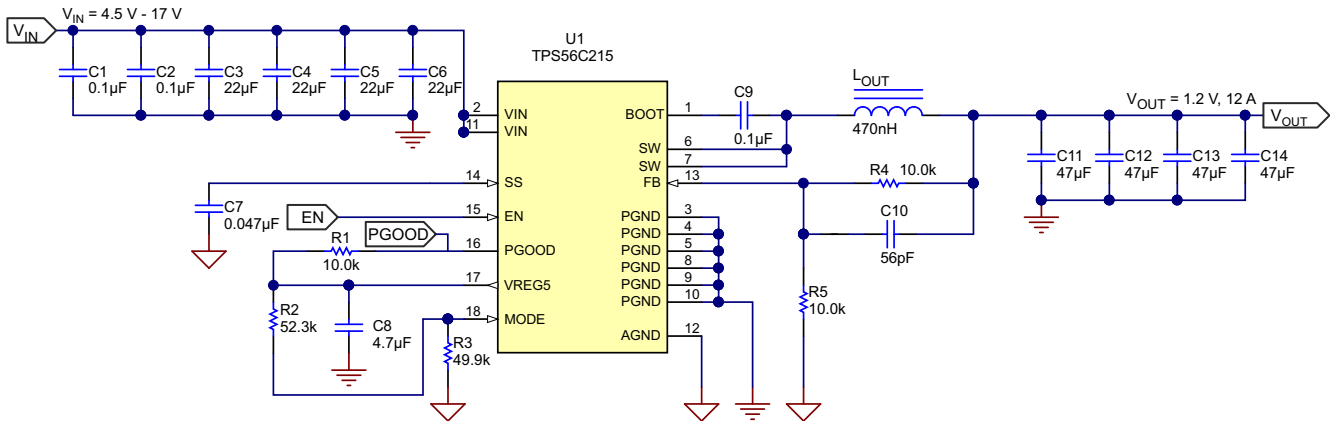 V_IN = 4.5 V - 17 V
V_IN
C1
0.1µF
C2
0.1µF
C3
22µF
C4
22µF
C5
22µF
C6
22µF
U1
TPS56C215
2
VIN
11
VIN
14
SS
15
EN
16
PGOOD
17
VREG5
18
MODE
BOOT
1
SW
6
SW
7
FB
13
PGND
3
PGND
4
PGND
5
PGND
8
PGND
9
PGND
10
AGND
12
C7
0.047µF
EN
PGOOD
R1
10.0k
R2
52.3k
C8
4.7µF
R3
49.9k
C9
0.1µF
L_OUT
470nH
R4
10.0k
C10
56pF
R5
10.0k
V_OUT = 1.2 V, 12 A
V_OUT
C11
47µF
C12
47µF
C13
47µF
C14
47µF